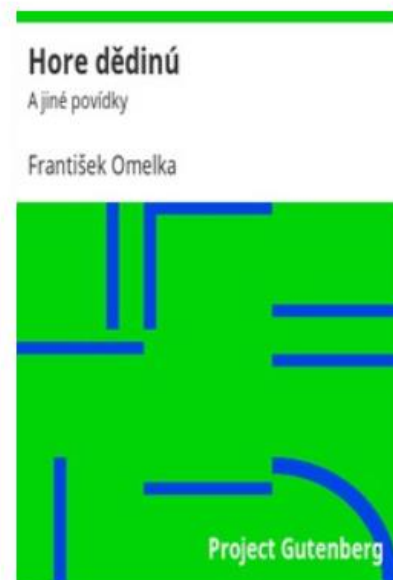 Hore dědinú
A jiné povídky
František Omelka
Project Gutenberg